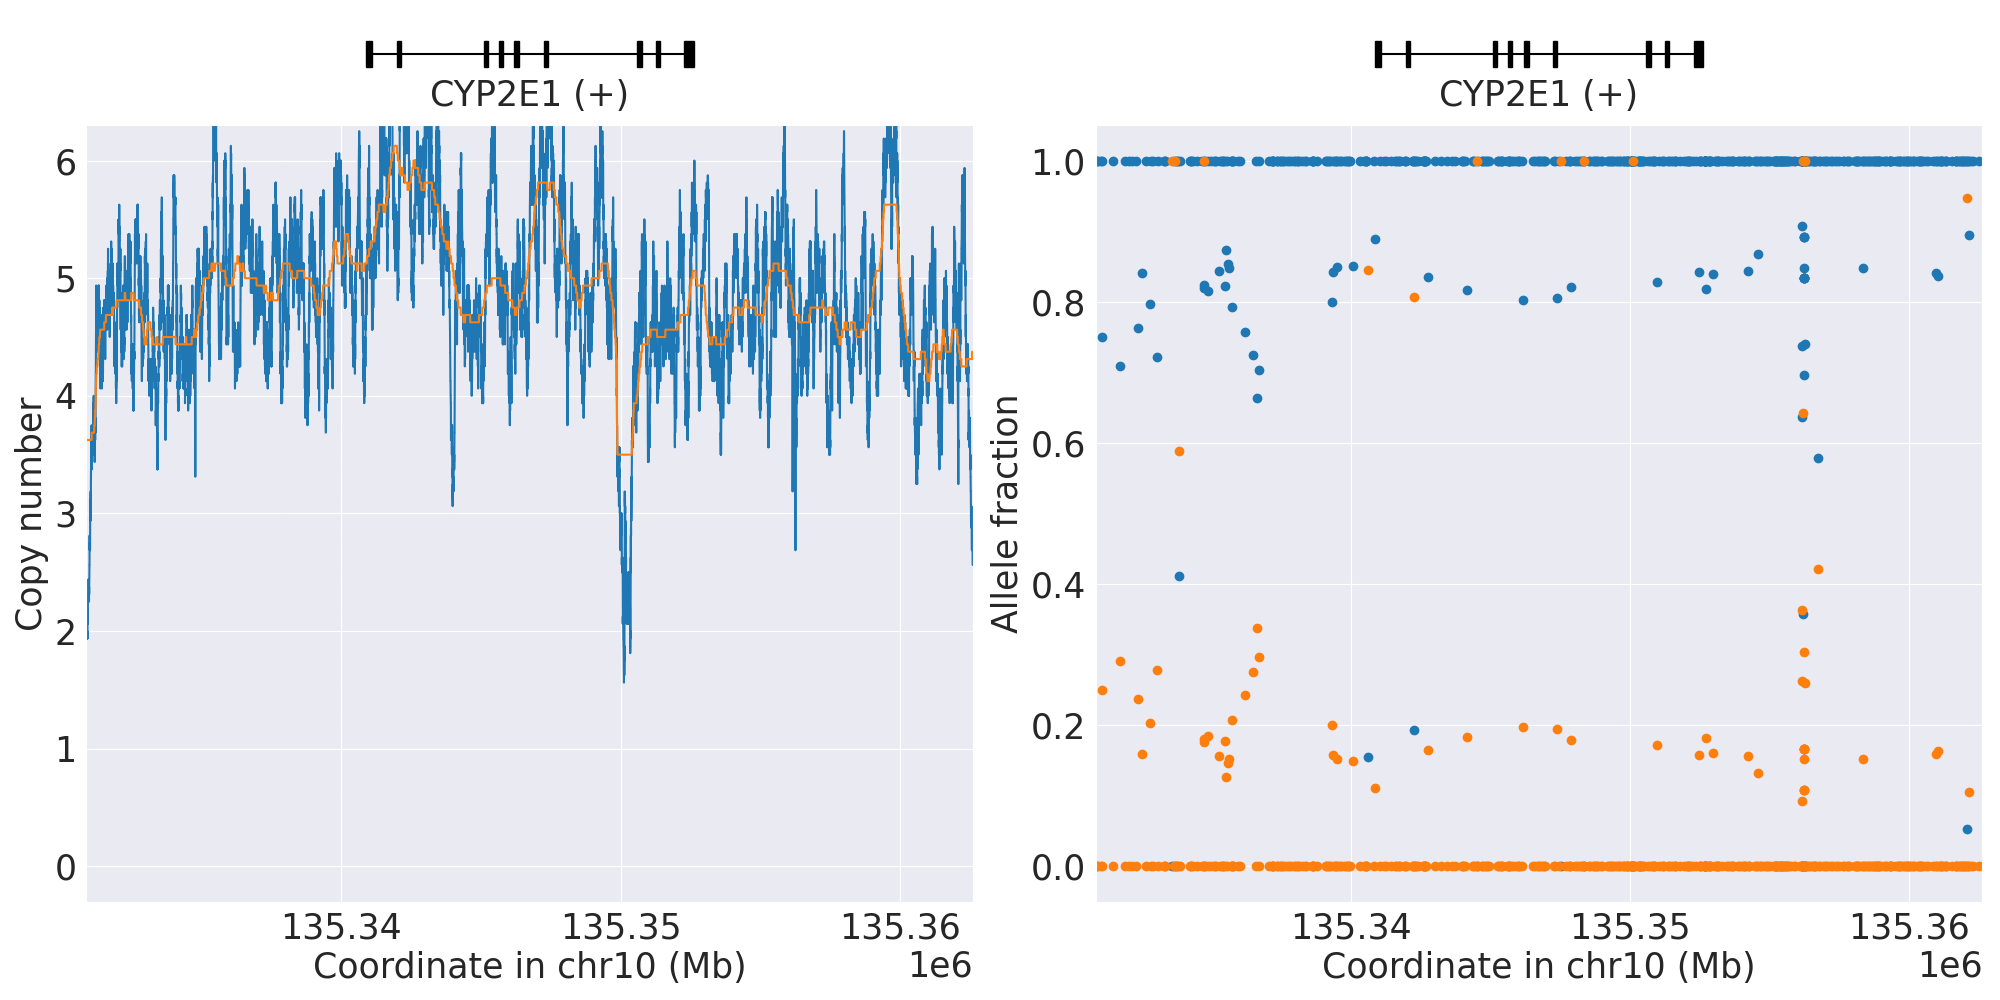 CYP2E1 (+)
Copy number
6
5
4
3
2
1
0
135.34 135.35 135.36
Coordinate in chr10 (Mb)
1e6
CYP2E1 (+)
Allele fraction
1.0
0.8
0.6
0.4
0.2
0.0
135.34 135.35 135.36
Coordinate in chr10 (Mb)
1e6